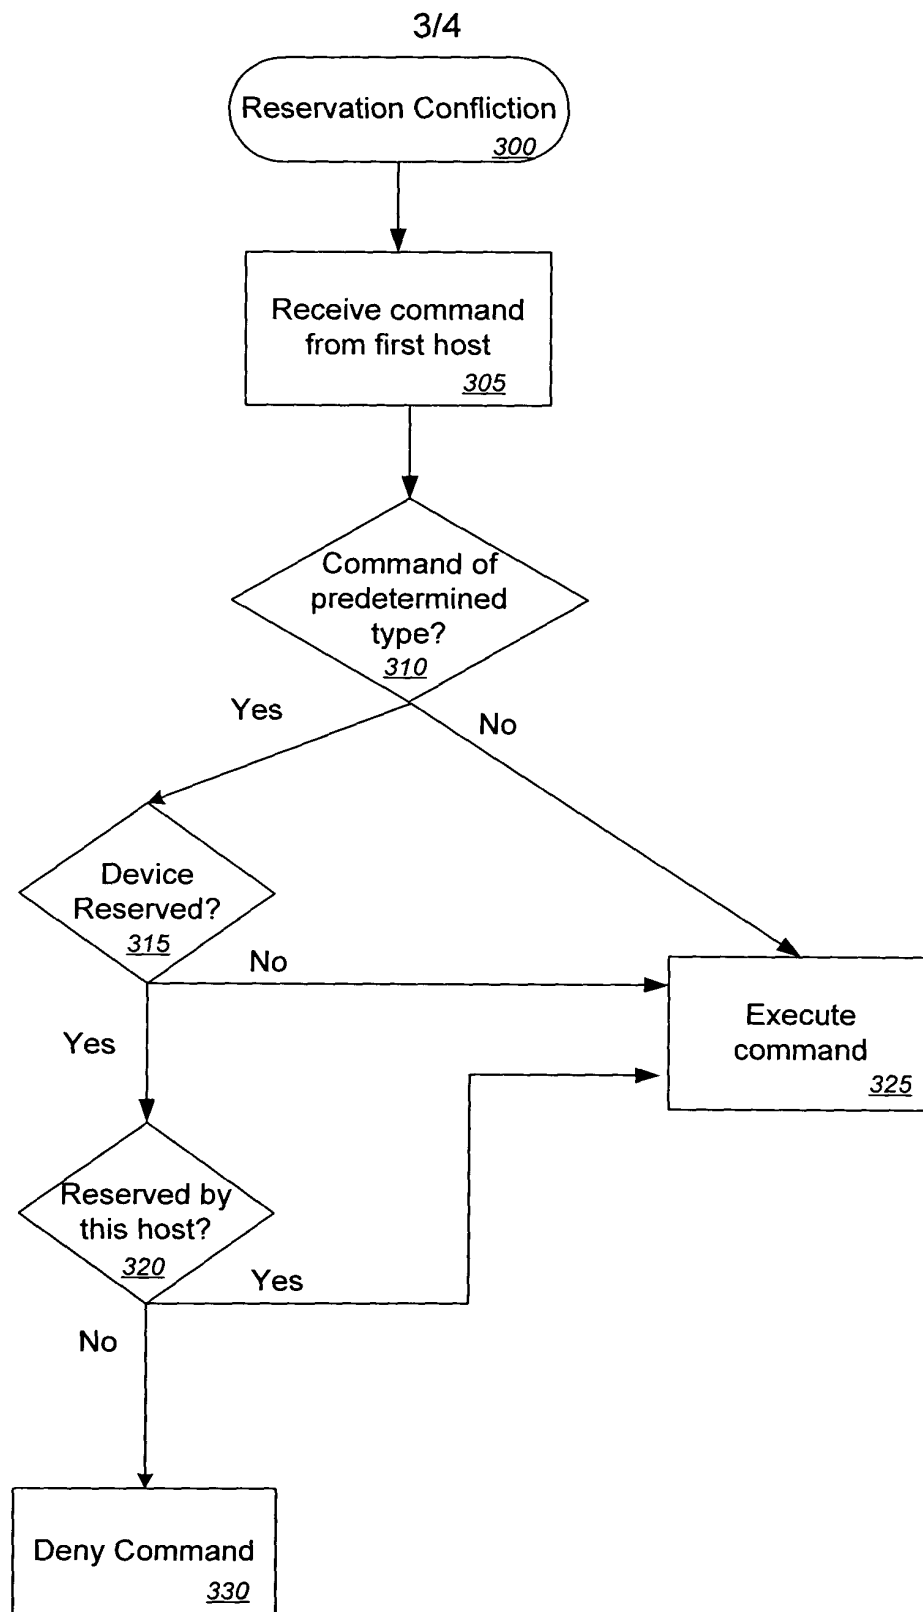 3/4
Reservation Confliction
300
Receive command
from first host
305
Command of
predetermined
type?
310
Yes
No
Device
Reserved?
315
No
Execute
command
325
Yes
Reserved by
this host?
320
Yes
No
Deny Command
330